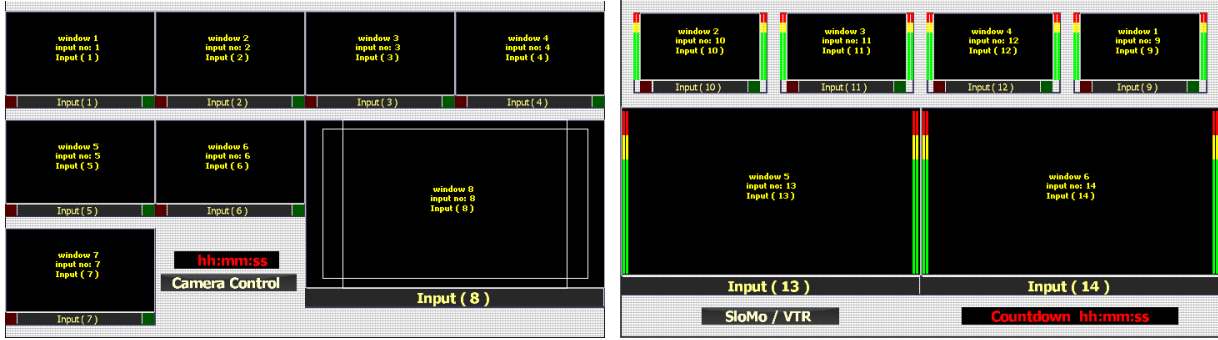 window 1
input no: 1
Input ( 1 )
window 2
input no: 2
Input ( 2 )
window 3
input no: 3
Input ( 3 )
window 4
input no: 4
Input ( 4 )
Input ( 1 )
Input ( 2 )
Input ( 3 )
Input ( 4 )
window 5
input no: 5
Input ( 5 )
window 6
input no: 6
Input ( 6 )
window 8
input no: 8
Input ( 8 )
Input ( 5 )
Input ( 6 )
window 7
input no: 7
Input ( 7 )
hh:mm:ss
Camera Control
Input ( 8 )
Input ( 7 )
window 2
input no: 10
Input ( 10 )
window 3
input no: 11
Input ( 11 )
window 4
input no: 12
Input ( 12 )
window 1
input no: 9
Input ( 9 )
Input ( 10 )
Input ( 11 )
Input ( 12 )
Input ( 9 )
window 5
input no: 13
Input ( 13 )
window 6
input no: 14
Input ( 14 )
Input ( 13 )
Input ( 14 )
SloMo / VTR
Countdown hh:mm:ss